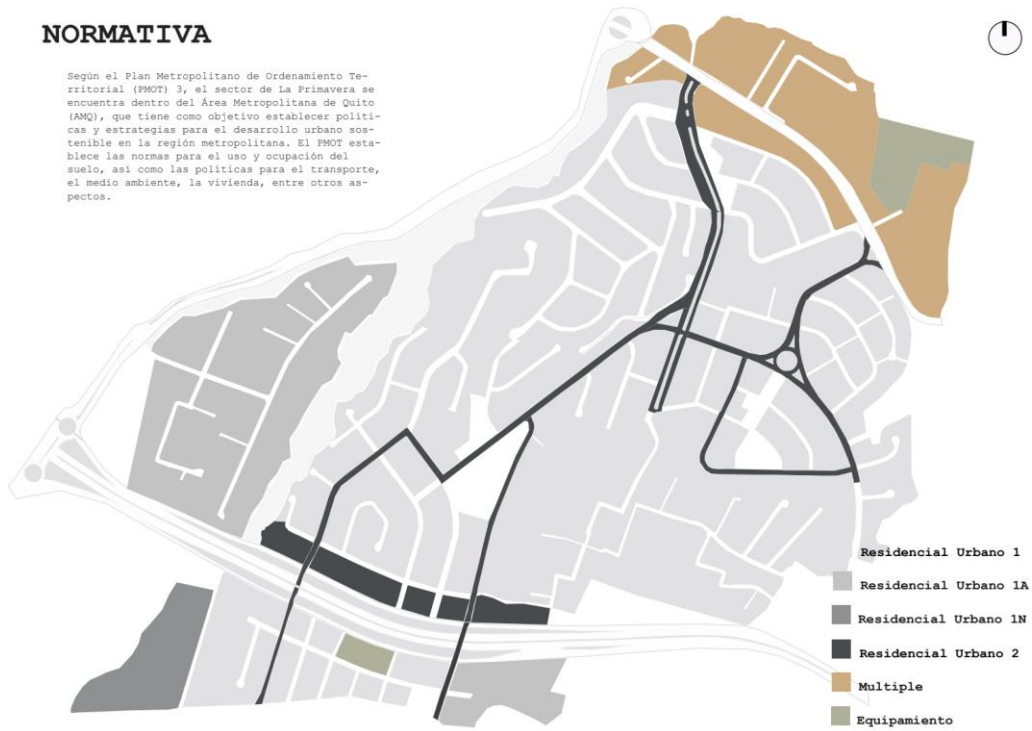 NORMATIVA
Según el Plan Metropolitano de Ordenamiento Te-
rritorial (PMOT) 3, el sector de La Primavera se
encuentra dentro del Área Metropolitana de Quito
(AMQ), que tiene como objetivo establecer políti-
cas y estrategias para el desarrollo urbano sos-
tenible en la región metropolitana. El PMOT esta-
blece las normas para el uso y ocupación del
suelo, así como las políticas para el transporte,
el medio ambiente, la vivienda, entre otros as-
pectos.
Residencial Urbano 1
Residencial Urbano 1A
Residencial Urbano 1N
Residencial Urbano 2
Multiple
Equipamiento